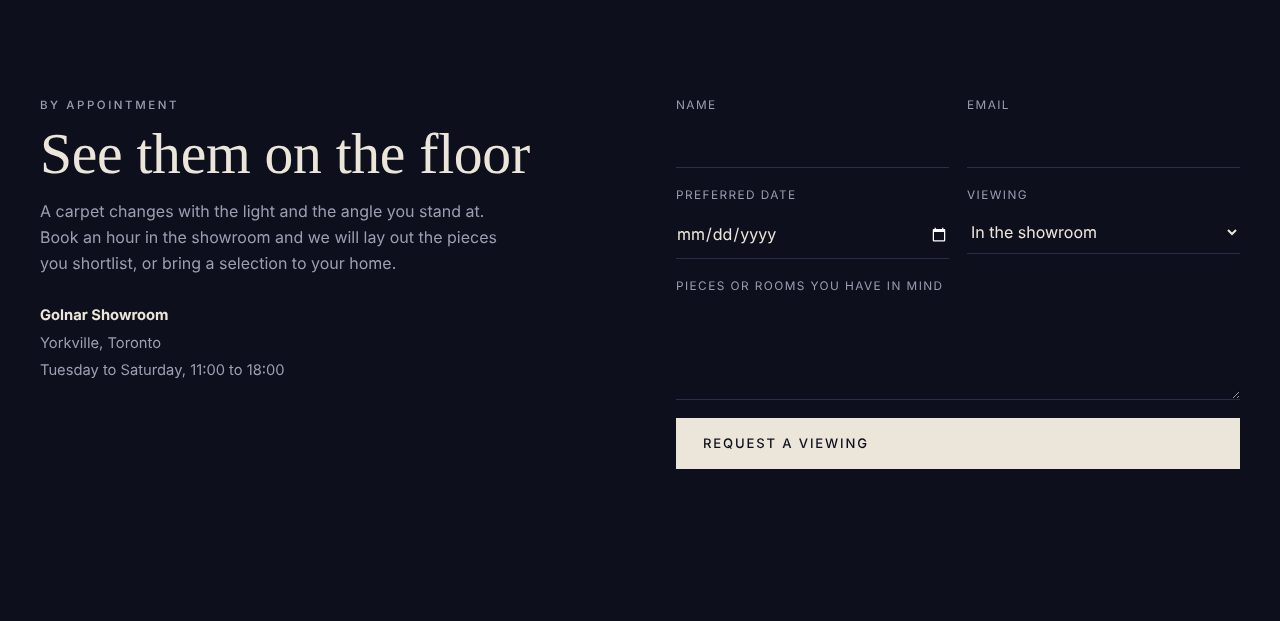 BY APPOINTMENT
See them on the floor
A carpet changes with the light and the angle you stand at.
Book an hour in the showroom and we will lay out the pieces
you shortlist, or bring a selection to your home.
Golnar Showroom
Yorkville, Toronto
Tuesday to Saturday, 11:00 to 18:00
NAME
EMAIL
PREFERRED DATE
VIEWING
mm/dd/yyyy
In the showroom
PIECES OR ROOMS YOU HAVE IN MIND
REQUEST A VIEWING